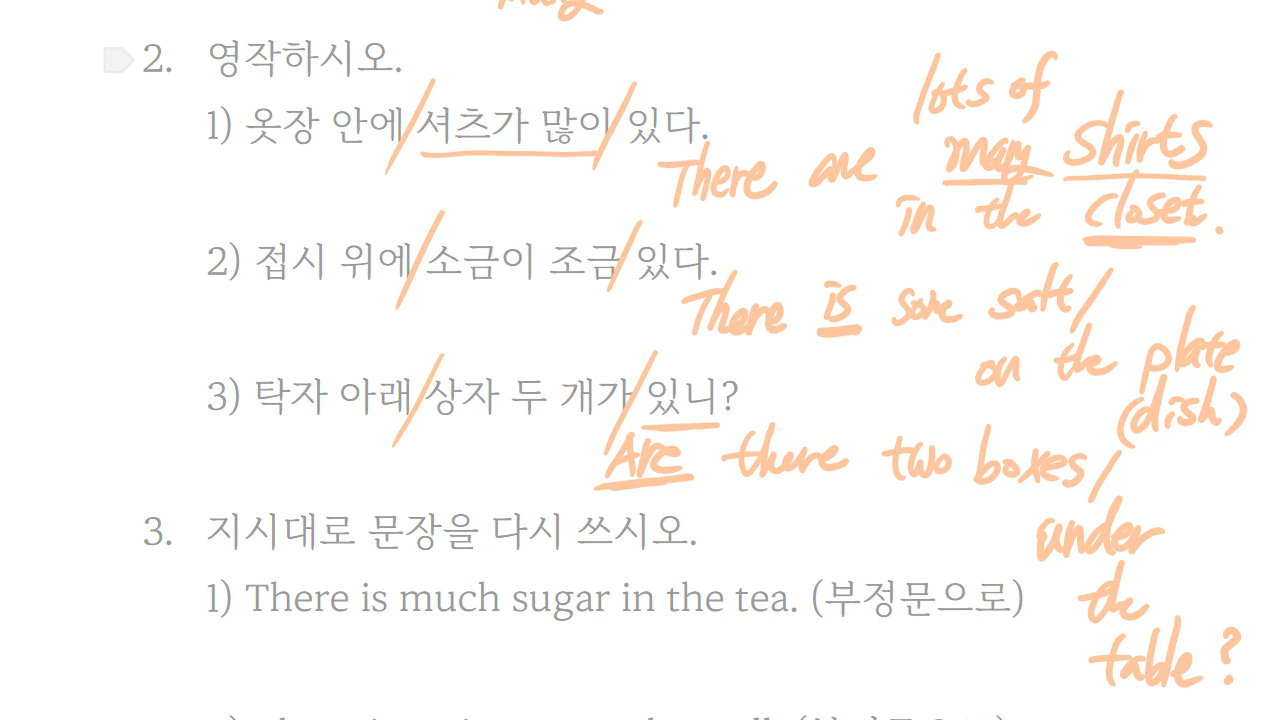 2. 영작하시오.
lots of
1) 옷장 안에 셔츠가 많이 있다.
There are many shirts
in the closet.
2) 접시 위에 소금이 조금 있다.
There is some salt
on the plate
(dish)
3) 탁자 아래 상자 두 개가 있니?
Are there two boxes
under
the
table?
3. 지시대로 문장을 다시 쓰시오.
1) There is much sugar in the tea. (부정문으로)